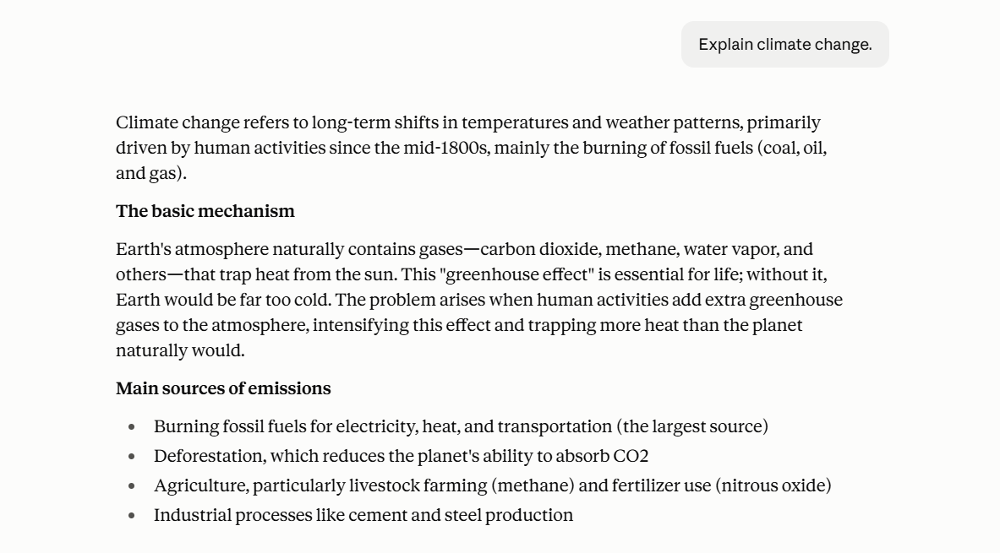 Explain climate change.
Climate change refers to long-term shifts in temperatures and weather patterns, primarily
driven by human activities since the mid-1800s, mainly the burning of fossil fuels (coal, oil,
and gas).
The basic mechanism
Earth's atmosphere naturally contains gases—carbon dioxide, methane, water vapor, and
others—that trap heat from the sun. This "greenhouse effect" is essential for life; without it,
Earth would be far too cold. The problem arises when human activities add extra greenhouse
gases to the atmosphere, intensifying this effect and trapping more heat than the planet
naturally would.
Main sources of emissions
• Burning fossil fuels for electricity, heat, and transportation (the largest source)
• Deforestation, which reduces the planet's ability to absorb CO2
• Agriculture, particularly livestock farming (methane) and fertilizer use (nitrous oxide)
• Industrial processes like cement and steel production